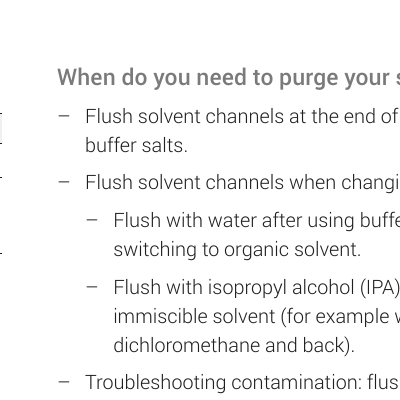 When do you need to purge your
– Flush solvent channels at the end of
buffer salts.
– Flush solvent channels when changi
– Flush with water after using buffe
switching to organic solvent.
– Flush with isopropyl alcohol (IPA)
immiscible solvent (for example
dichloromethane and back).
– Troubleshooting contamination: flus